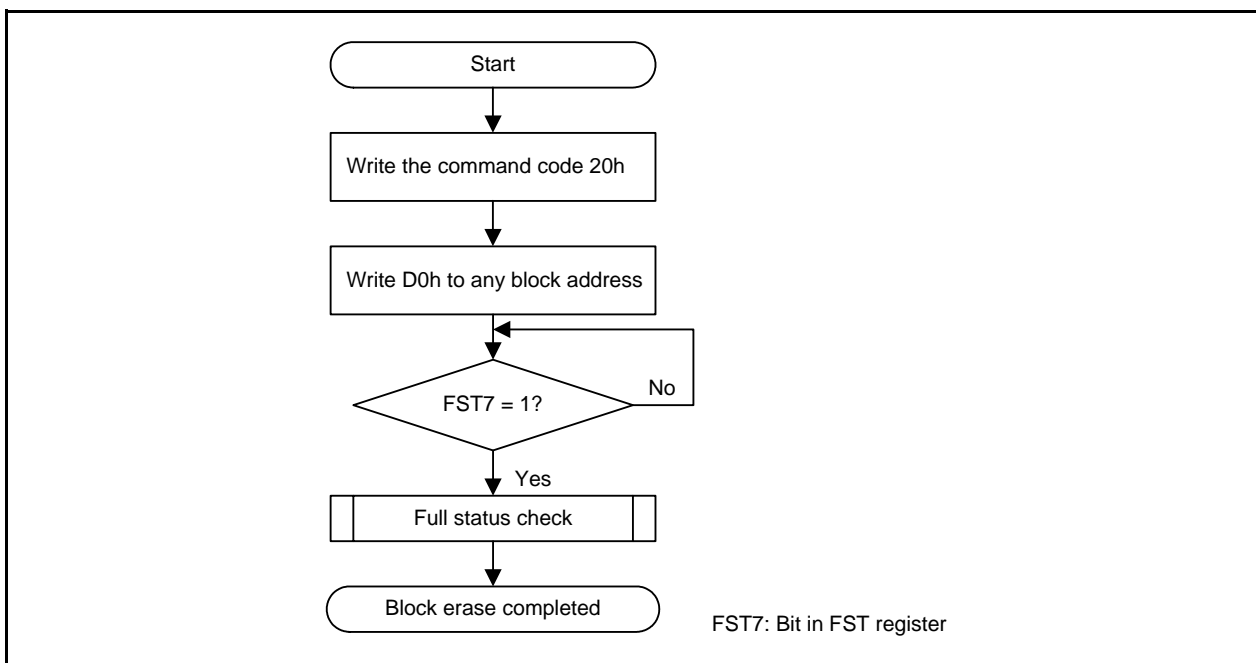 Start
Write the command code 20h
Write D0h to any block address
FST7 = 1?
No
Yes
Full status check
Block erase completed
FST7: Bit in FST register